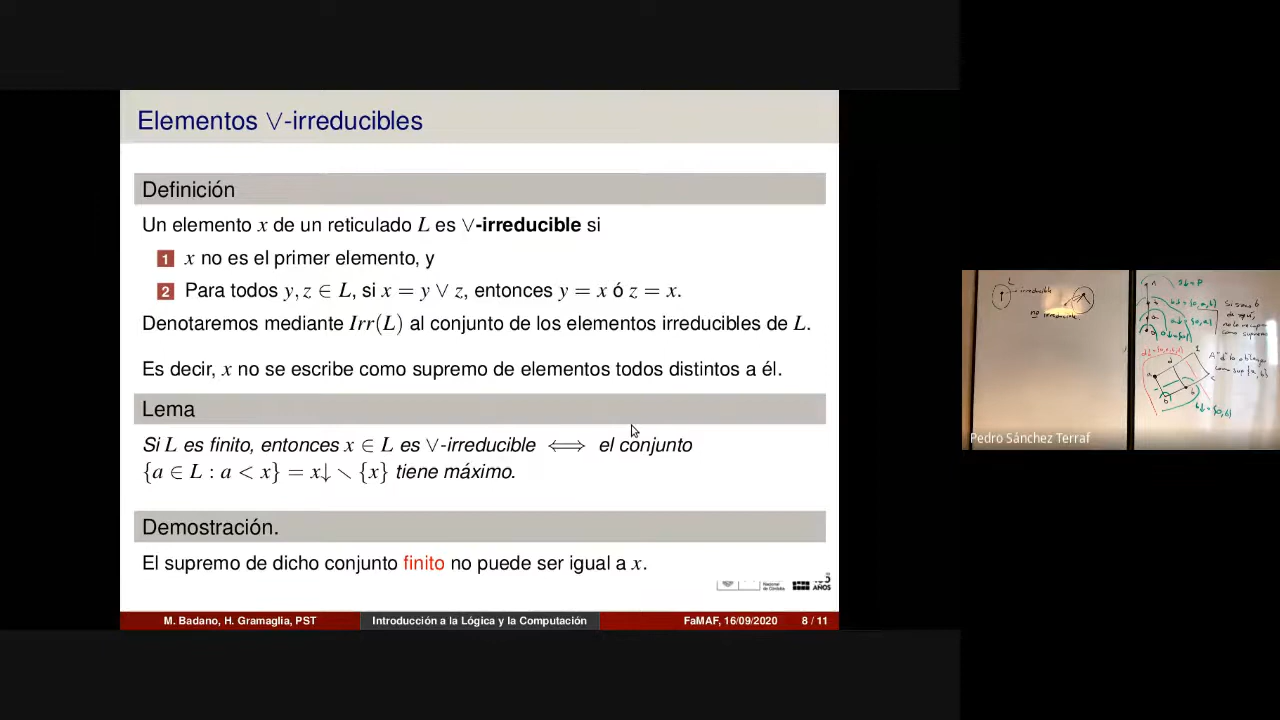 Elementos ∨-irreducibles
Definición
Un elemento x de un reticulado L es ∨-irreducible si
1 x no es el primer elemento, y
2 Para todos y, z ∈ L, si x = y ∨ z, entonces y = x ó z = x.
Denotaremos mediante Irr(L) al conjunto de los elementos irreducibles de L.
Es decir, x no se escribe como supremo de elementos todos distintos a él.
Lema
Si L es finito, entonces x ∈ L es ∨-irreducible ⟺ el conjunto
{a ∈ L : a < x} = x↓ ∖ {x} tiene máximo.
Demostración.
El supremo de dicho conjunto finito no puede ser igual a x.
AÑOS
M. Badano, H. Gramaglia, PST
Introducción a la Lógica y la Computación
FaMAF, 16/09/2020
8 / 11
L
irreducible
no irreducible.
Pedro Sánchez Terraf